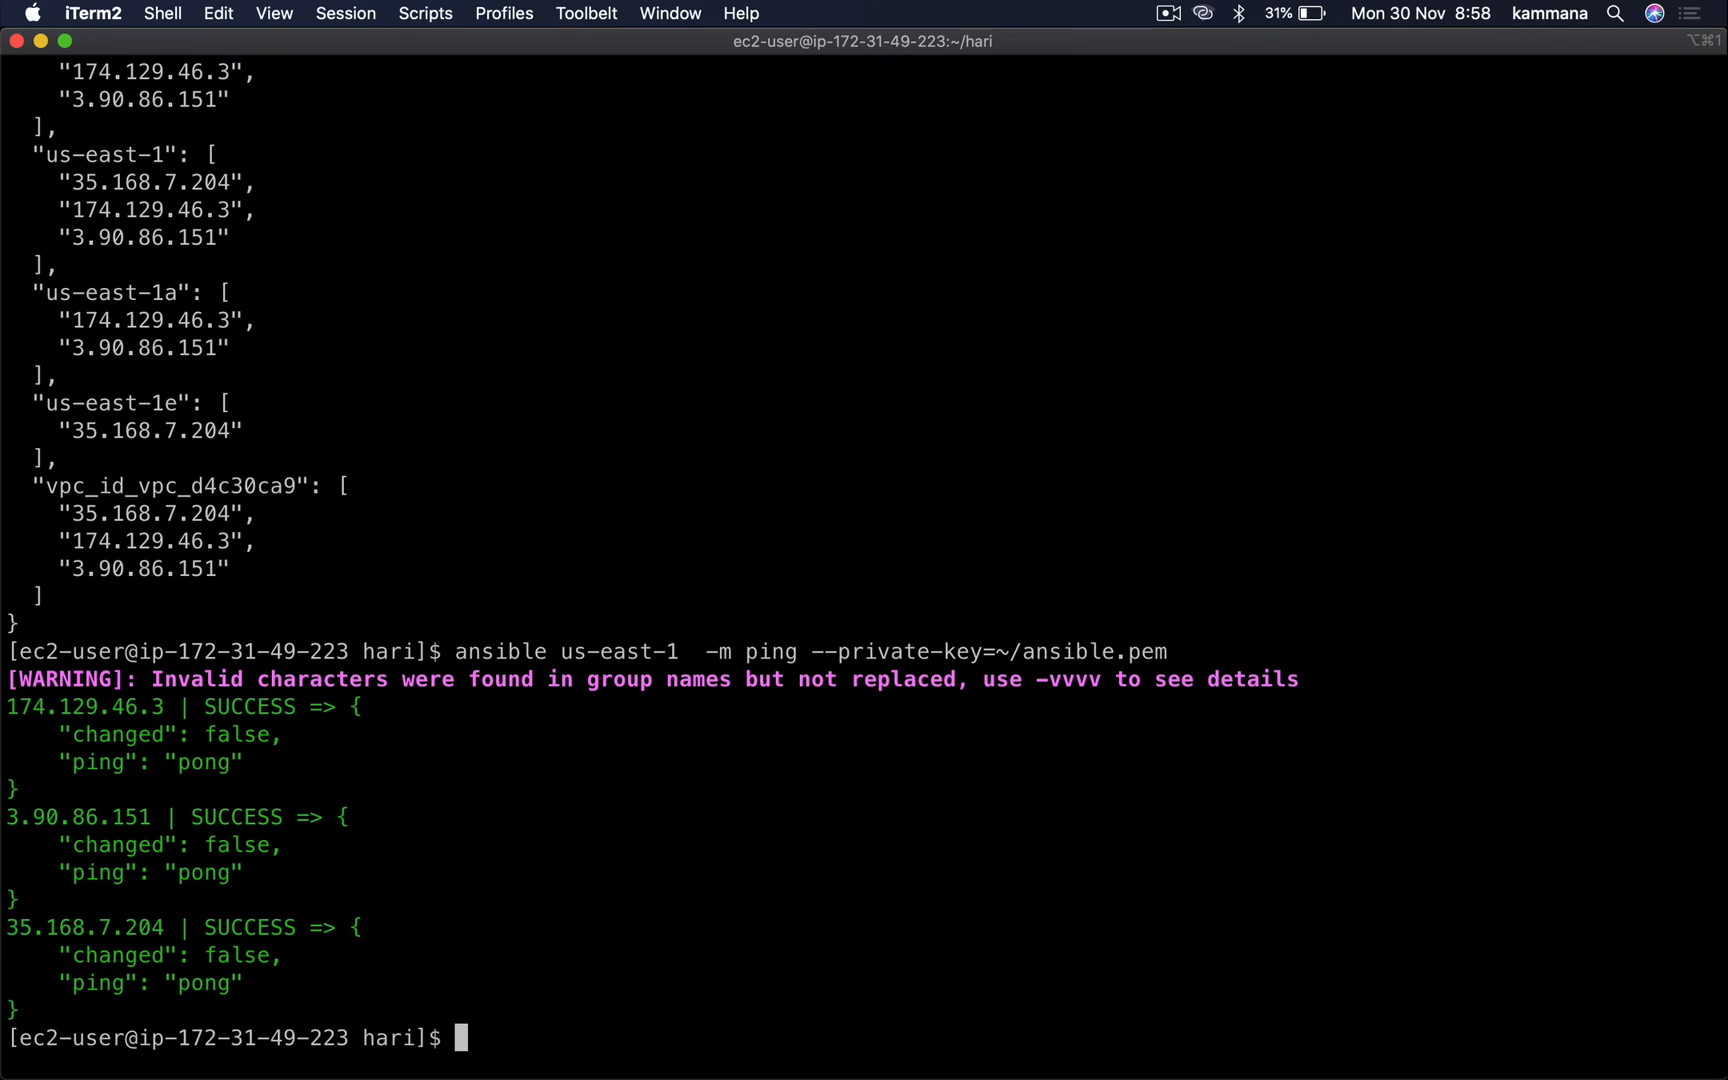 iTerm2 Shell Edit View Session Scripts Profiles Toolbelt Window Help 31% Mon 30 Nov 8:58 kammana
ec2-user@ip-172-31-49-223:~/hari ⌥⌘1
"174.129.46.3",
"3.90.86.151"
],
"us-east-1": [
"35.168.7.204",
"174.129.46.3",
"3.90.86.151"
],
"us-east-1a": [
"174.129.46.3",
"3.90.86.151"
],
"us-east-1e": [
"35.168.7.204"
],
"vpc_id_vpc_d4c30ca9": [
"35.168.7.204",
"174.129.46.3",
"3.90.86.151"
]
}
[ec2-user@ip-172-31-49-223 hari]$ ansible us-east-1  -m ping --private-key=~/ansible.pem
[WARNING]: Invalid characters were found in group names but not replaced, use -vvvv to see details
174.129.46.3 | SUCCESS => {
"changed": false,
"ping": "pong"
}
3.90.86.151 | SUCCESS => {
"changed": false,
"ping": "pong"
}
35.168.7.204 | SUCCESS => {
"changed": false,
"ping": "pong"
}
[ec2-user@ip-172-31-49-223 hari]$